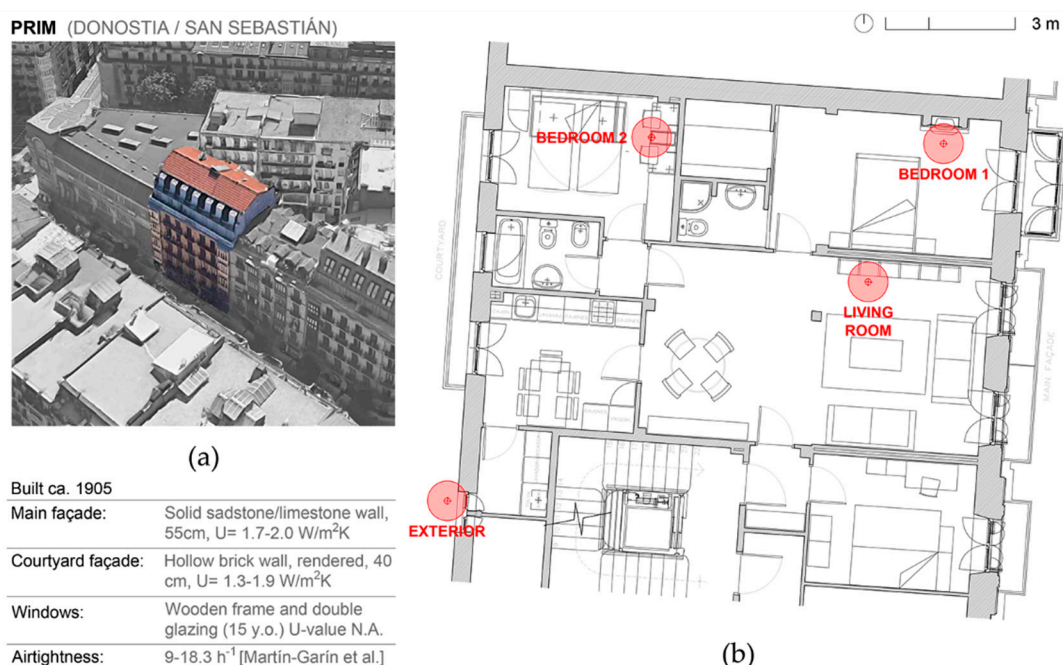 PRIM (DONOSTIA / SAN SEBASTIÁN)
3 m
BEDROOM 2
BEDROOM 1
COURTYARD
LIVING
ROOM
MAIN FAÇADE
EXTERIOR
(a)
Built ca. 1905
Main façade: Solid sadstone/limestone wall,
55cm, U= 1.7-2.0 W/m²K
Courtyard façade: Hollow brick wall, rendered, 40
cm, U= 1.3-1.9 W/m²K
Windows: Wooden frame and double
glazing (15 y.o.) U-value N.A.
Airtightness: 9-18.3 h⁻¹ [Martín-Garín et al.]
(b)